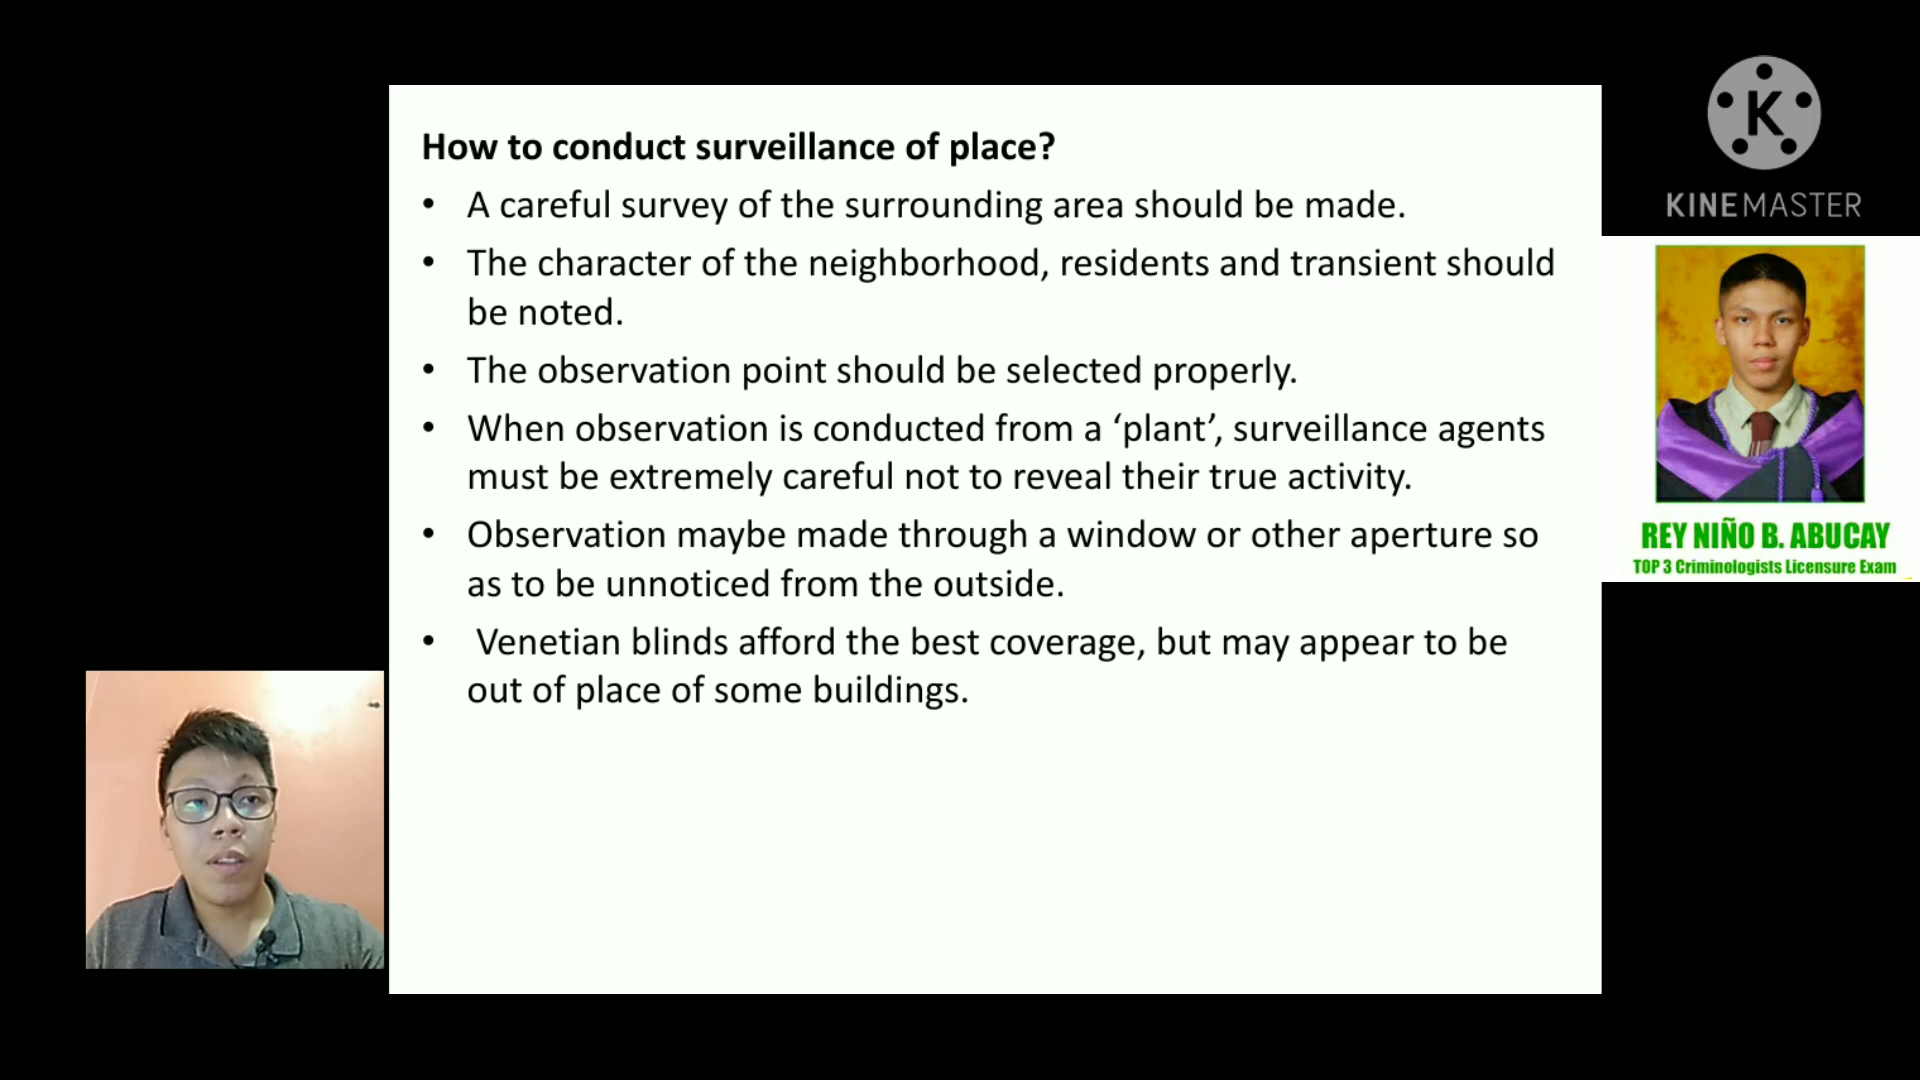 How to conduct surveillance of place?
• A careful survey of the surrounding area should be made.
• The character of the neighborhood, residents and transient should
be noted.
• The observation point should be selected properly.
• When observation is conducted from a ‘plant’, surveillance agents
must be extremely careful not to reveal their true activity.
• Observation maybe made through a window or other aperture so
as to be unnoticed from the outside.
• Venetian blinds afford the best coverage, but may appear to be
out of place of some buildings.
K
KINEMASTER
REY NIÑO B. ABUCAY
TOP 3 Criminologists Licensure Exam